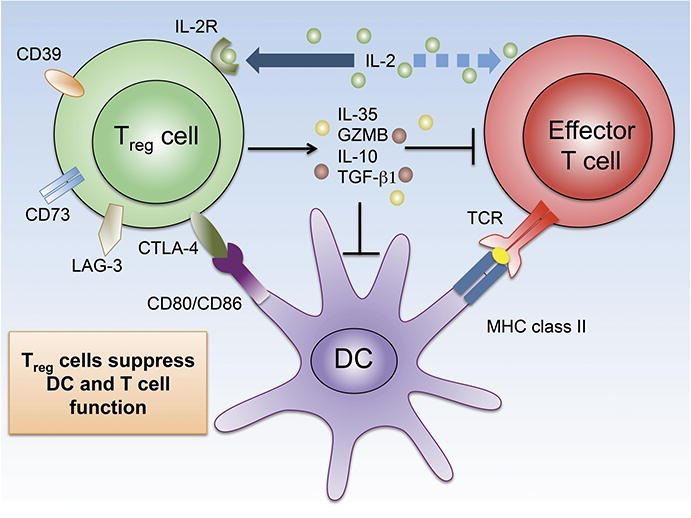 IL-2R
CD39
IL-2
Treg cell
IL-35
GZMB
IL-10
TGF-β1
Effector
T cell
CD73
LAG-3
CTLA-4
TCR
CD80/CD86
MHC class II
DC
Treg cells suppress
DC and T cell
function